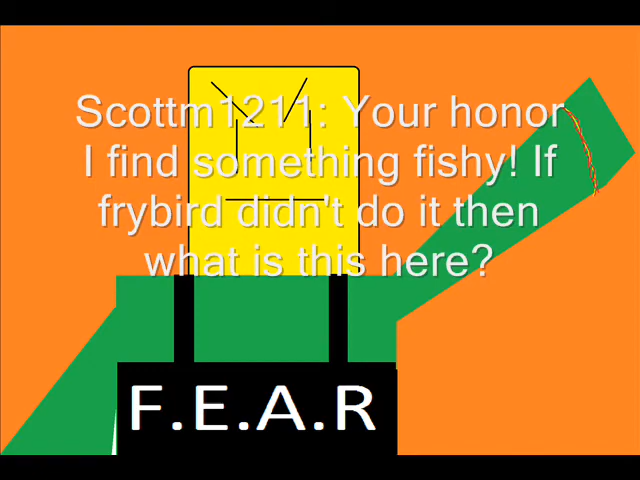 Scottm1211: Your honor
I find something fishy! If
frybird didn't do it then
what is this here?
F.E.A.R